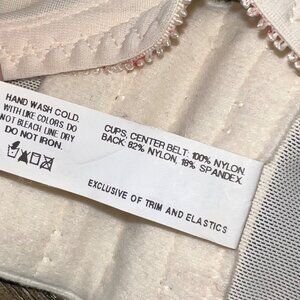 HAND WASH COLD.
WITH LIKE COLORS. DO
NOT BLEACH LINE DRY
DO NOT IRON.
CUPS, CENTER BELT: 100% NYLON.
BACK: 82% NYLON, 18% SPANDEX.
EXCLUSIVE OF TRIM AND ELASTICS